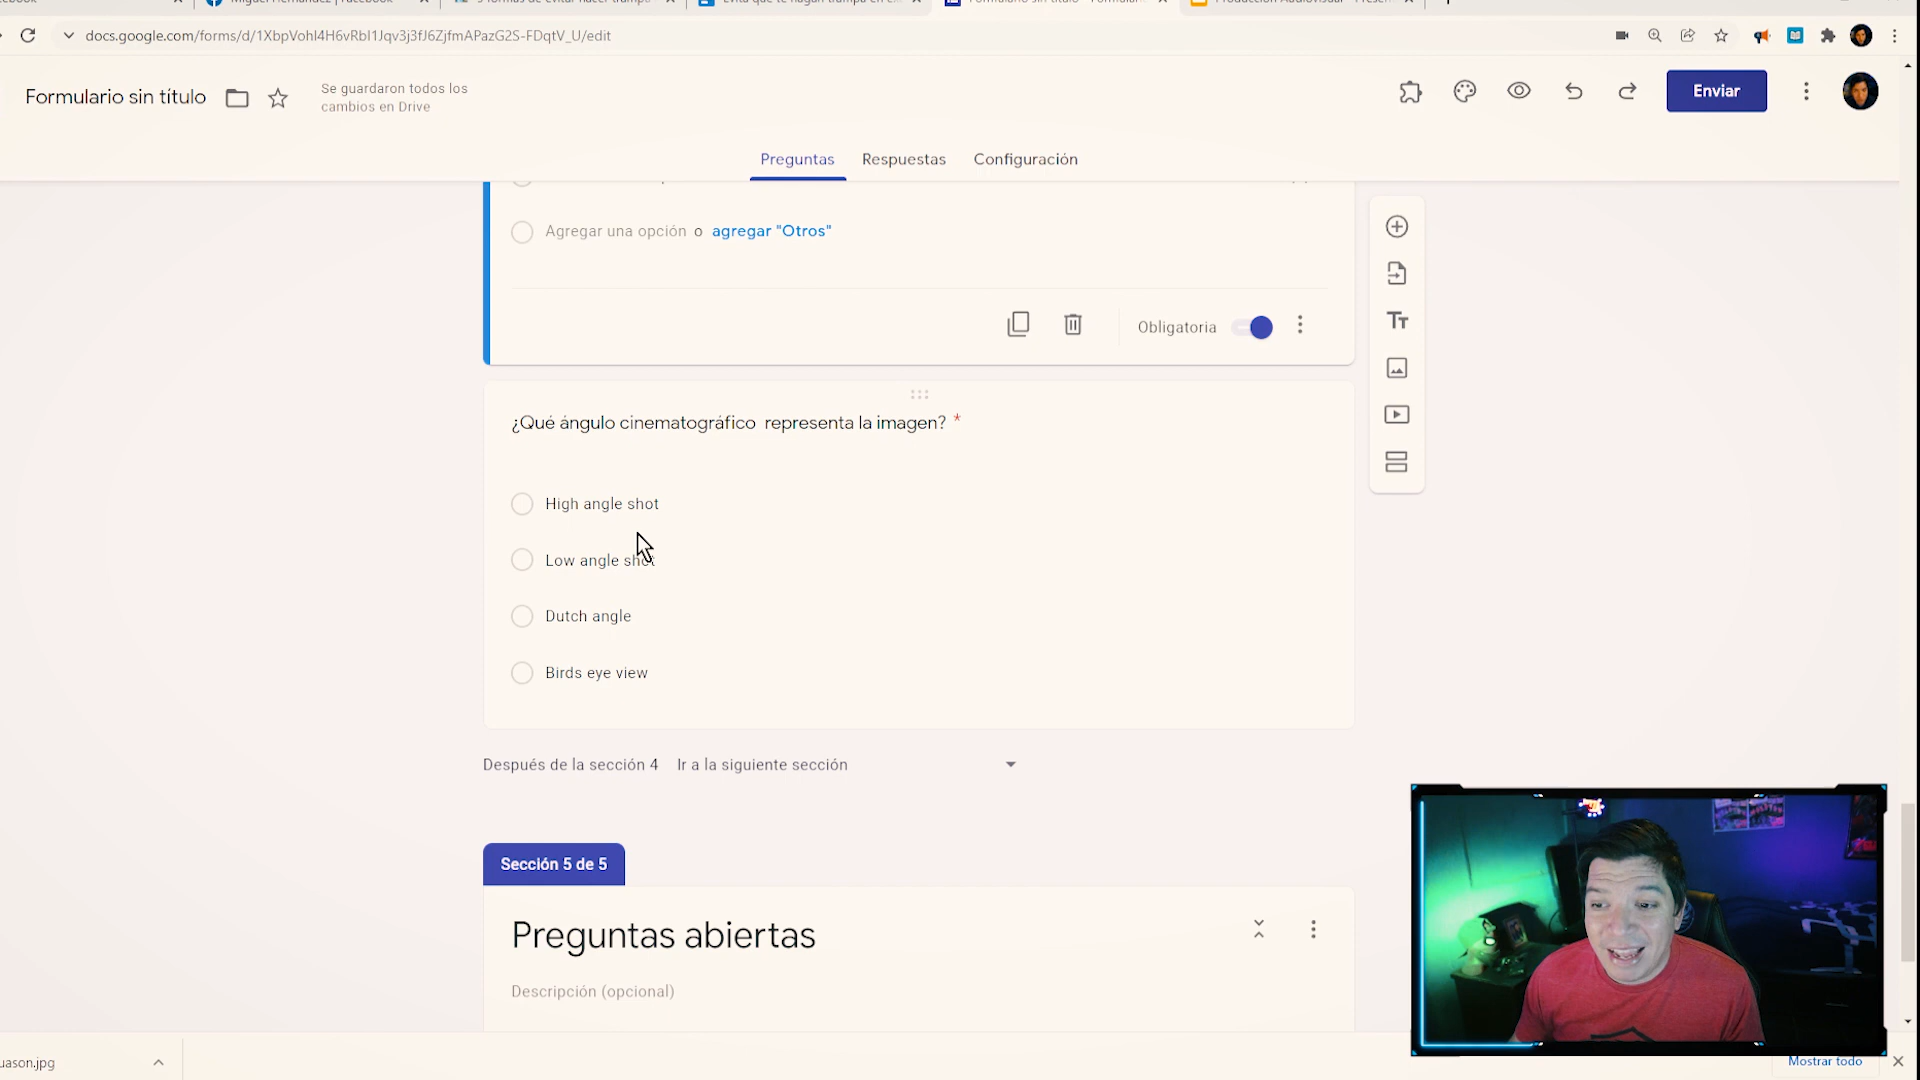 docs.google.com/forms/d/1XbpVohl4H6vRbI1Jqv3j3fJ6ZjfmAPazG2S-FDqtV_U/edit
Formulario sin título
Se guardaron todos los
cambios en Drive
Enviar
Preguntas Respuestas Configuración
Agregar una opción o agregar "Otros"
Obligatoria
¿Qué ángulo cinematográfico representa la imagen? *
High angle shot
Low angle shot
Dutch angle
Birds eye view
Después de la sección 4 Ir a la siguiente sección
Sección 5 de 5
Preguntas abiertas
Descripción (opcional)
uason.jpg
Mostrar todo